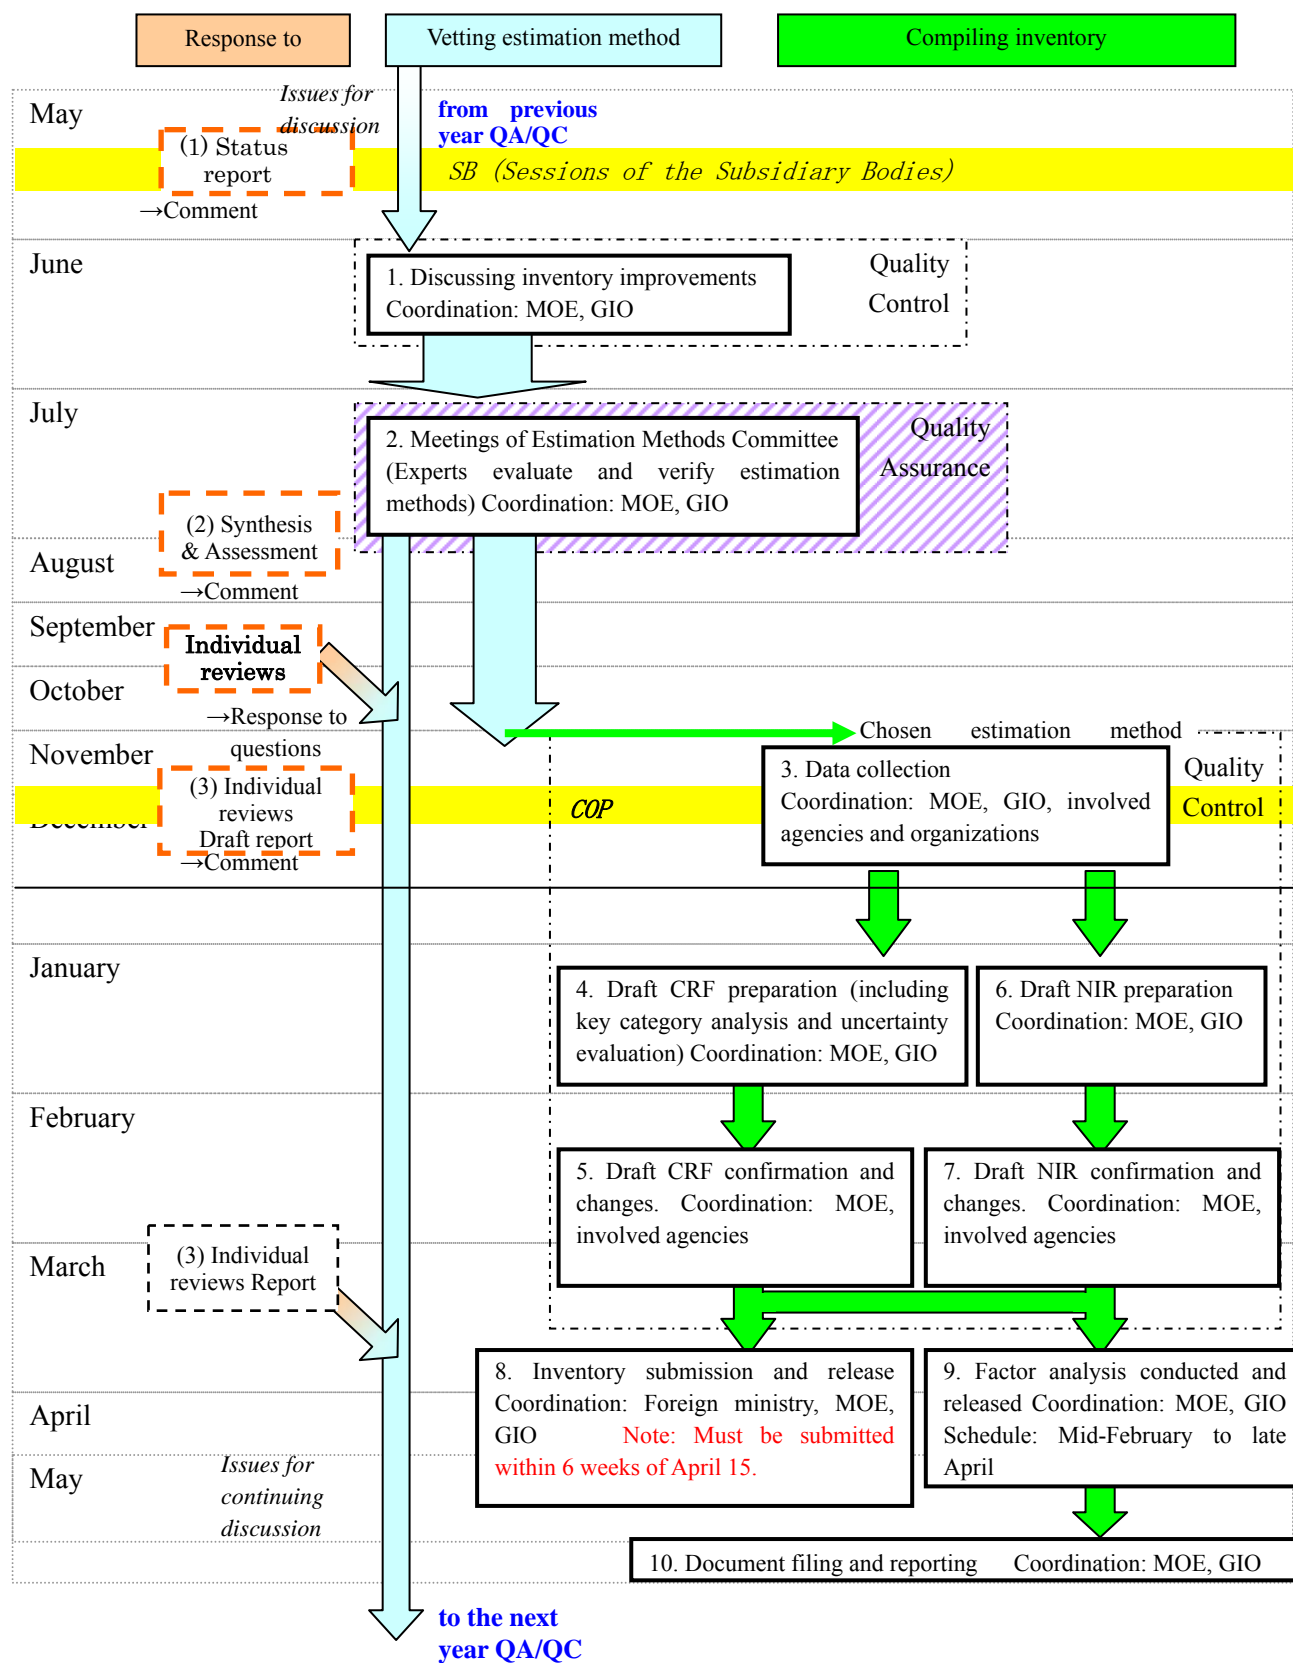 Response to
Vetting estimation method
Compiling inventory
May
Issues for
discussion
from previous
year QA/QC
(1) Status
report
→Comment
SB (Sessions of the Subsidiary Bodies)
June
1. Discussing inventory improvements
Coordination: MOE, GIO
Quality
Control
July
2. Meetings of Estimation Methods Committee
(Experts evaluate and verify estimation
methods) Coordination: MOE, GIO
Quality
Assurance
(2) Synthesis
& Assessment
→Comment
August
September
Individual
reviews
October
→Response to
questions
Chosen estimation method
November
3. Data collection
Coordination: MOE, GIO, involved
agencies and organizations
Quality
Control
(3) Individual
reviews
Draft report
→Comment
COP
December
January
4. Draft CRF preparation (including
key category analysis and uncertainty
evaluation) Coordination: MOE, GIO
6. Draft NIR preparation
Coordination: MOE, GIO
February
5. Draft CRF confirmation and
changes. Coordination: MOE,
involved agencies
7. Draft NIR confirmation and
changes. Coordination: MOE,
involved agencies
March
(3) Individual
reviews Report
8. Inventory submission and release
Coordination: Foreign ministry, MOE,
GIO Note: Must be submitted
within 6 weeks of April 15.
9. Factor analysis conducted and
released Coordination: MOE, GIO
Schedule: Mid-February to late
April
April
May
Issues for
continuing
discussion
10. Document filing and reporting Coordination: MOE, GIO
to the next
year QA/QC